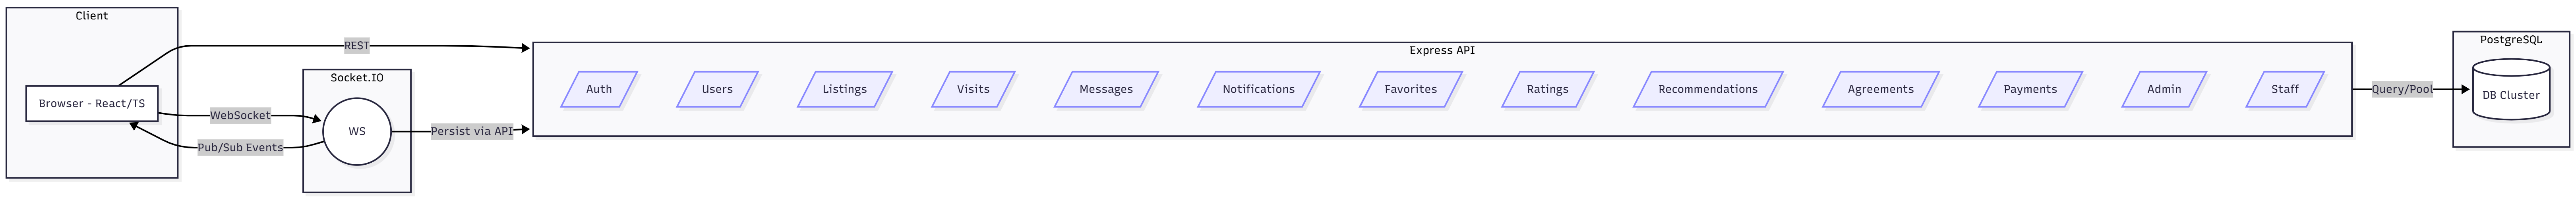 Client
Browser - React/TS
REST
WebSocket
Pub/Sub Events
Socket.IO
WS
Persist via API
Express API
Auth
Users
Listings
Visits
Messages
Notifications
Favorites
Ratings
Recommendations
Agreements
Payments
Admin
Staff
Query/Pool
PostgreSQL
DB Cluster